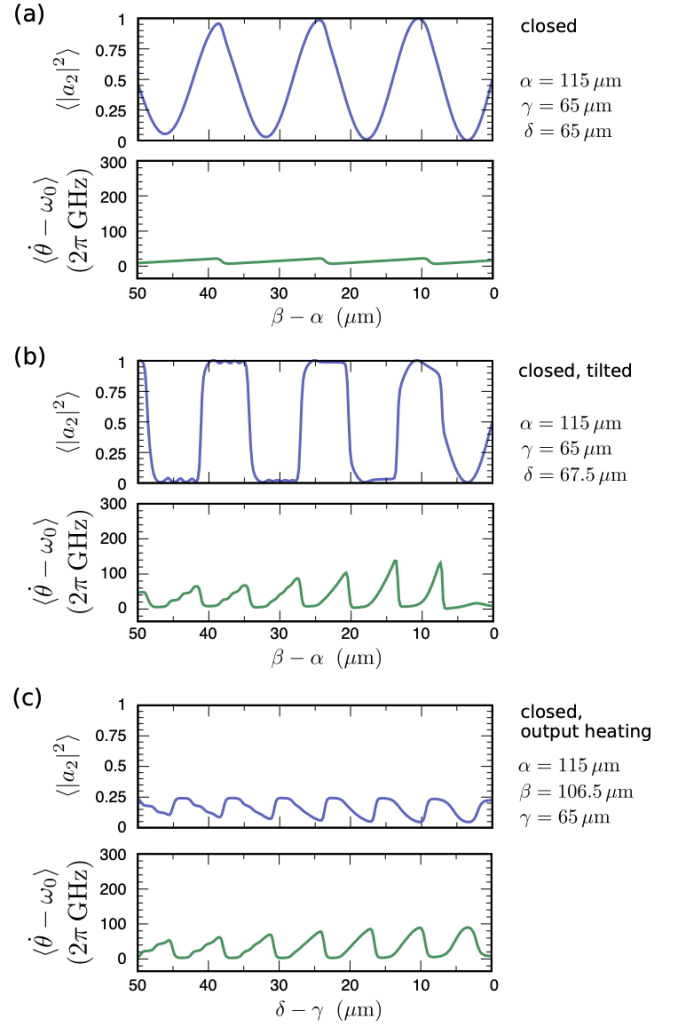 (a)
closed
α = 115 μm
γ = 65 μm
δ = 65 μm
⟨|a₂|²⟩
1
0.75
0.5
0.25
0
⟨θ̇ − ω₀⟩
(2π GHz)
300
200
100
0
50 40 30 20 10 0
β − α (μm)
(b)
closed, tilted
α = 115 μm
γ = 65 μm
δ = 67.5 μm
⟨|a₂|²⟩
1
0.75
0.5
0.25
0
⟨θ̇ − ω₀⟩
(2π GHz)
300
200
100
0
50 40 30 20 10 0
β − α (μm)
(c)
closed,
output heating
α = 115 μm
β = 106.5 μm
γ = 65 μm
⟨|a₂|²⟩
1
0.75
0.5
0.25
0
⟨θ̇ − ω₀⟩
(2π GHz)
300
200
100
0
50 40 30 20 10 0
δ − γ (μm)